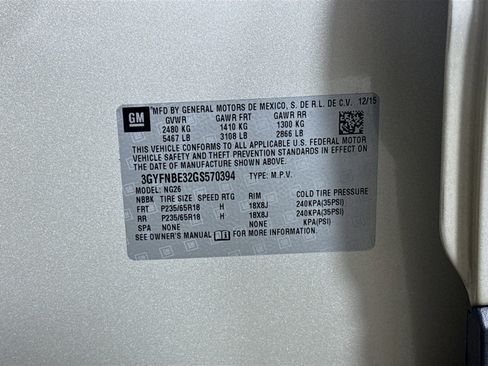 GM MFD BY GENERAL MOTORS DE MEXICO, S. DE R.L. DE C.V. 12/15
GVWR GAWR FRT GAWR RR
2480 KG 1410 KG 1300 KG
5467 LB 3108 LB 2866 LB
THIS VEHICLE CONFORMS TO ALL APPLICABLE U.S. FEDERAL MOTOR
VEHICLE SAFETY AND THEFT PREVENTION STANDARDS IN EFFECT ON THE
DATE OF MANUFACTURE SHOWN ABOVE.
3GYFNBE32GS570394 TYPE: M.P.V.
MODEL: NG26
NBBK TIRE SIZE SPEED RTG RIM COLD TIRE PRESSURE
FRT P235/65R18 H 18X8J 240KPA(35PSI)
RR P235/65R18 H 18X8J 240KPA(35PSI)
SPA NONE NONE KPA(PSI)
SEE OWNER'S MANUAL FOR MORE INFORMATION.